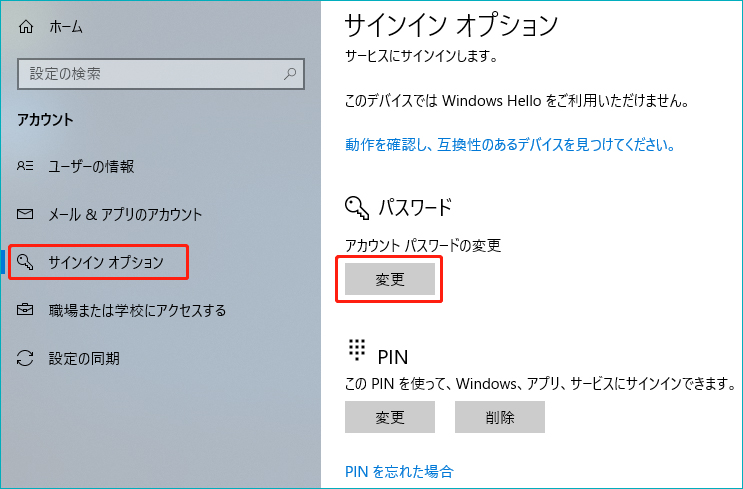 ホーム
設定の検索
アカウント
ユーザーの情報
メール & アプリのアカウント
サインイン オプション
職場または学校にアクセスする
設定の同期
サインイン オプション
サービスにサインインします。
このデバイスでは Windows Hello をご利用いただけません。
動作を確認し、互換性のあるデバイスを見つけてください。
パスワード
アカウント パスワードの変更
変更
PIN
この PIN を使って、Windows、アプリ、サービスにサインインできます。
変更 削除
PIN を忘れた場合